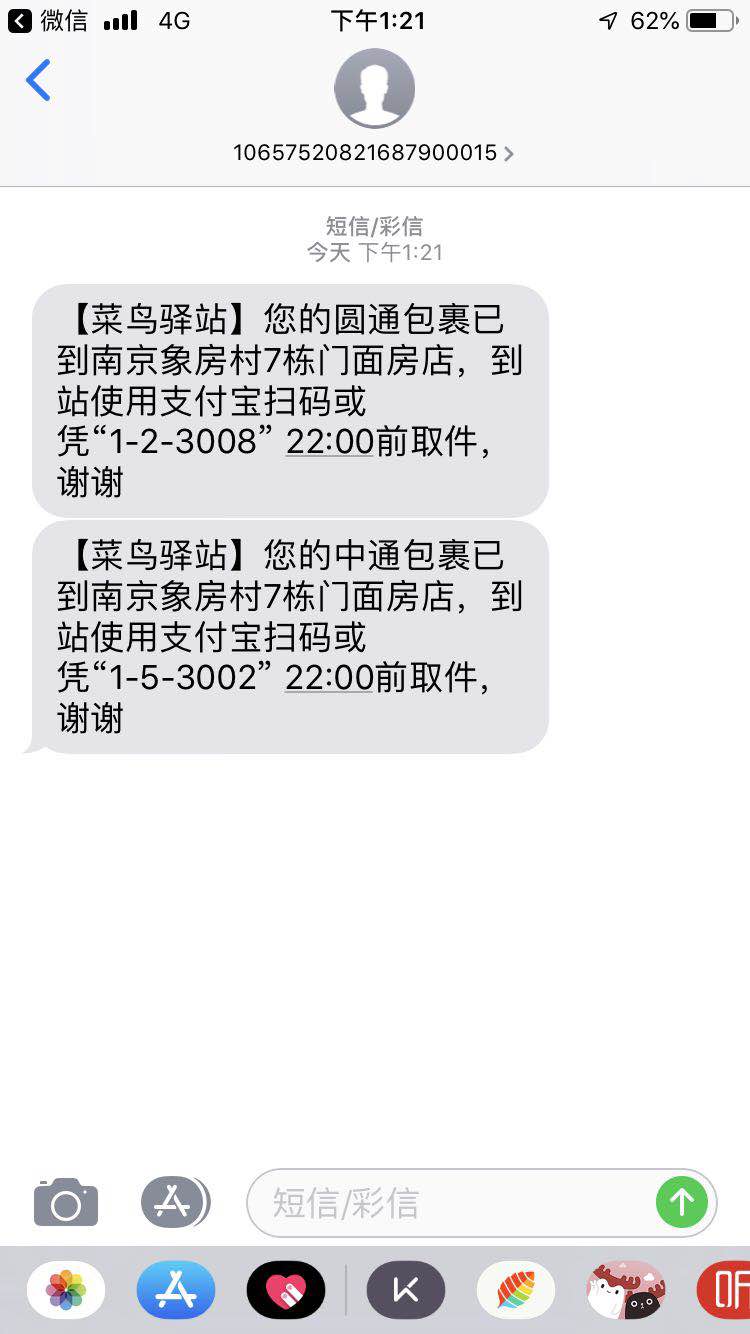 微信 4G 下午1:21 62%
10657520821687900015
短信/彩信
今天 下午1:21
【菜鸟驿站】您的圆通包裹已
到南京象房村7栋门面房店，到
站使用支付宝扫码或
凭“1-2-3008” 22:00前取件，
谢谢
【菜鸟驿站】您的中通包裹已
到南京象房村7栋门面房店，到
站使用支付宝扫码或
凭“1-5-3002” 22:00前取件，
谢谢
短信/彩信